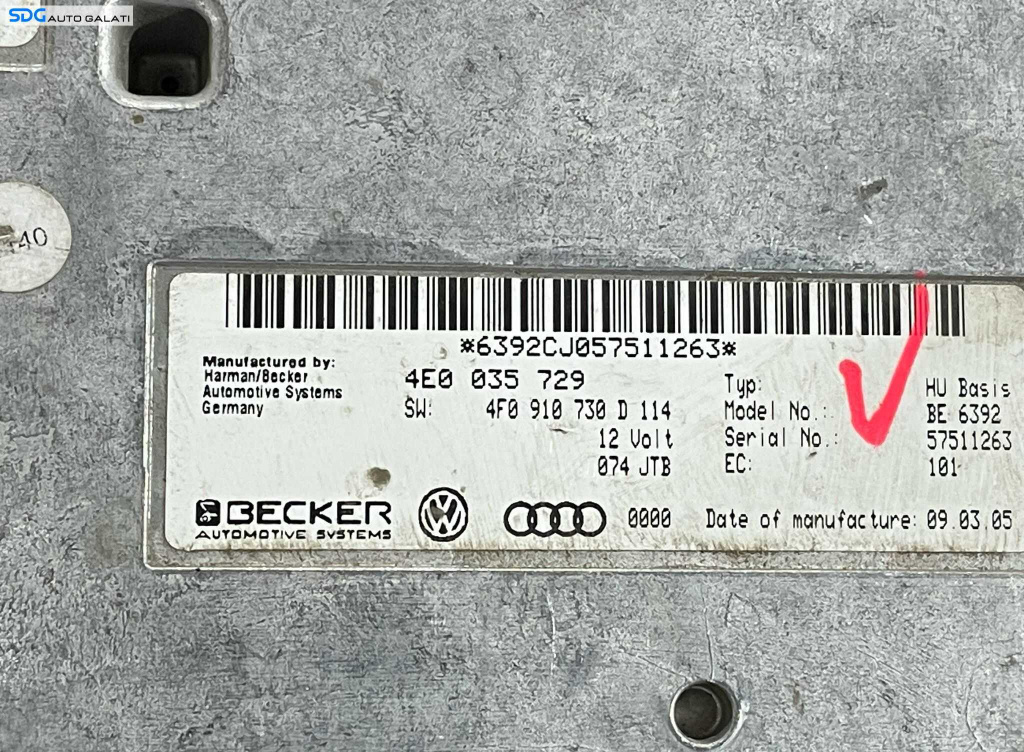 SDG AUTO GALATI
40
*6392CJ057511263*
Manufactured by:
Harman/Becker
Automotive Systems
Germany
4E0 035 729
SW: 4F0 910 730 D 114
12 Volt
074 JTB
Typ: HU Basis
Model No.: BE 6392
Serial No.: 57511263
EC: 101
BECKER
AUTOMOTIVE SYSTEMS
0000
Date of manufacture: 09.03.05